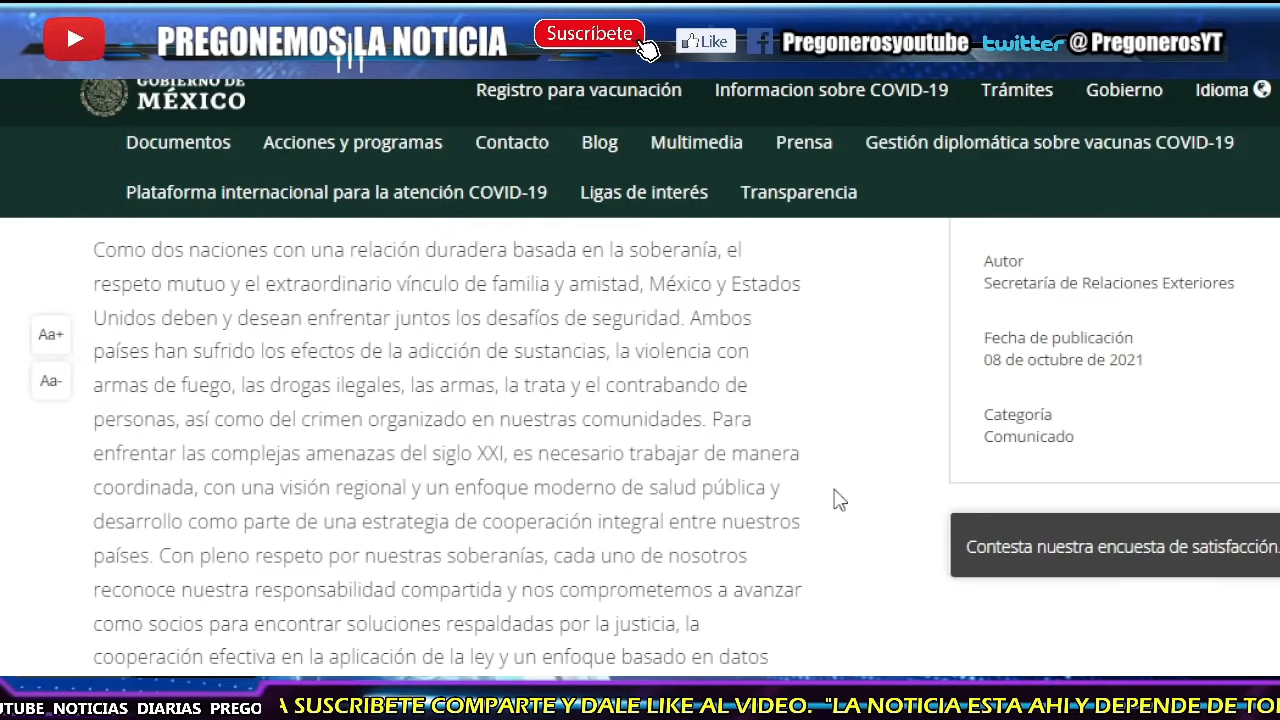 PREGONEMOS LA NOTICIA
Suscríbete
Like
Pregonerosyoutube
twitter @PregonerosYT
GOBIERNO DE
MÉXICO
Registro para vacunación
Informacion sobre COVID-19
Trámites
Gobierno
Idioma
Documentos
Acciones y programas
Contacto
Blog
Multimedia
Prensa
Gestión diplomática sobre vacunas COVID-19
Plataforma internacional para la atención COVID-19
Ligas de interés
Transparencia
Aa+
Aa-
Como dos naciones con una relación duradera basada en la soberanía, el
respeto mutuo y el extraordinario vínculo de familia y amistad, México y Estados
Unidos deben y desean enfrentar juntos los desafíos de seguridad. Ambos
países han sufrido los efectos de la adicción de sustancias, la violencia con
armas de fuego, las drogas ilegales, las armas, la trata y el contrabando de
personas, así como del crimen organizado en nuestras comunidades. Para
enfrentar las complejas amenazas del siglo XXI, es necesario trabajar de manera
coordinada, con una visión regional y un enfoque moderno de salud pública y
desarrollo como parte de una estrategia de cooperación integral entre nuestros
países. Con pleno respeto por nuestras soberanías, cada uno de nosotros
reconoce nuestra responsabilidad compartida y nos comprometemos a avanzar
como socios para encontrar soluciones respaldadas por la justicia, la
cooperación efectiva en la aplicación de la ley y un enfoque basado en datos
Autor
Secretaría de Relaciones Exteriores
Fecha de publicación
08 de octubre de 2021
Categoría
Comunicado
Contesta nuestra encuesta de satisfacción.
UTUBE_NOTICIAS DIARIAS PREGO
A SUSCRIBETE COMPARTE Y DALE LIKE AL VIDEO. "LA NOTICIA ESTA AHI Y DEPENDE DE TO